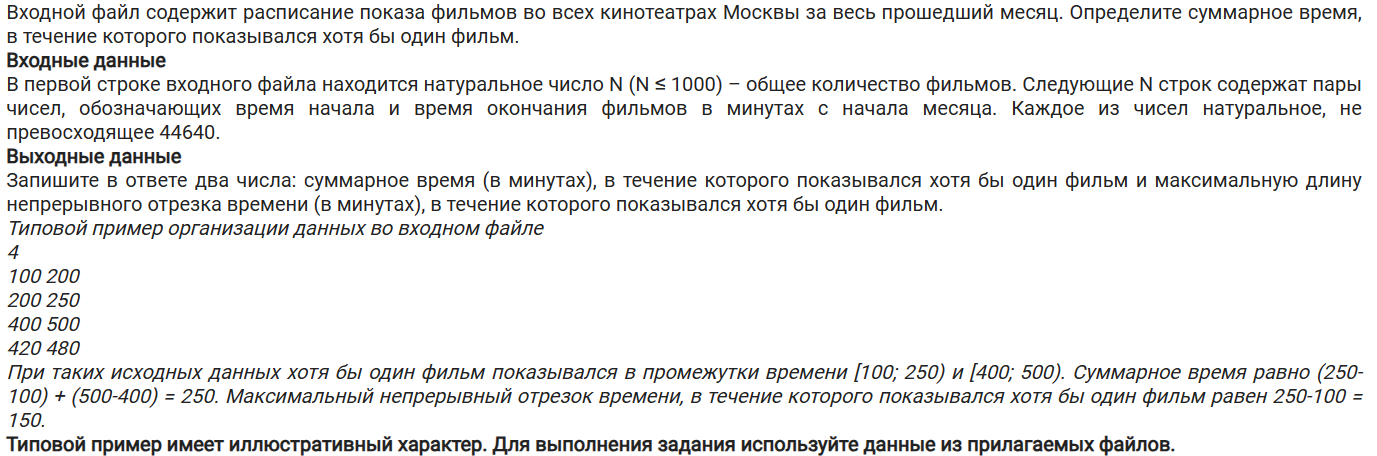 Входной файл содержит расписание показа фильмов во всех кинотеатрах Москвы за весь прошедший месяц. Определите суммарное время,
в течение которого показывался хотя бы один фильм.
Входные данные
В первой строке входного файла находится натуральное число N (N ≤ 1000) – общее количество фильмов. Следующие N строк содержат пары
чисел, обозначающих время начала и время окончания фильмов в минутах с начала месяца. Каждое из чисел натуральное, не
превосходящее 44640.
Выходные данные
Запишите в ответе два числа: суммарное время (в минутах), в течение которого показывался хотя бы один фильм и максимальную длину
непрерывного отрезка времени (в минутах), в течение которого показывался хотя бы один фильм.
Типовой пример организации данных во входном файле
4
100 200
200 250
400 500
420 480
При таких исходных данных хотя бы один фильм показывался в промежутки времени [100; 250) и [400; 500). Суммарное время равно (250-
100) + (500-400) = 250. Максимальный непрерывный отрезок времени, в течение которого показывался хотя бы один фильм равен 250-100 =
150.
Типовой пример имеет иллюстративный характер. Для выполнения задания используйте данные из прилагаемых файлов.